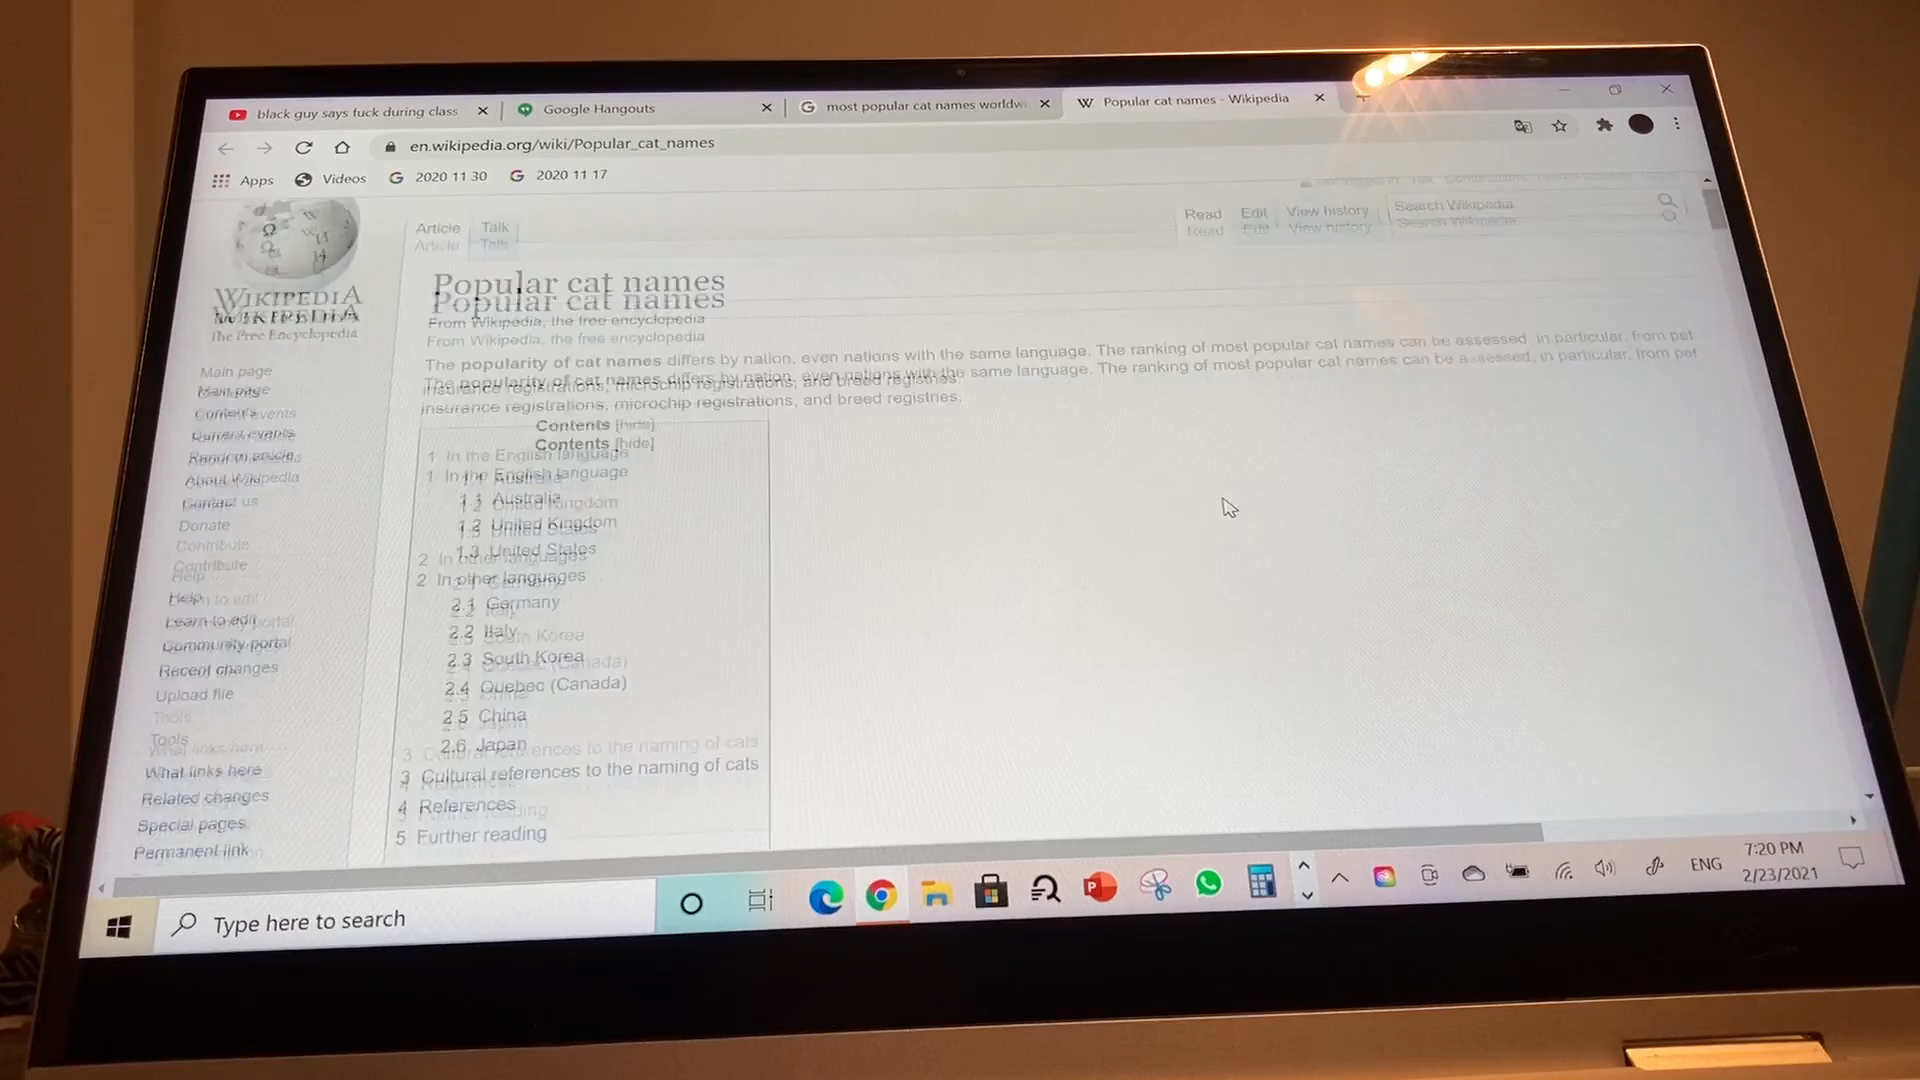 black guy says fuck during class
Google Hangouts
most popular cat names worldwi
Popular cat names - Wikipedia
en.wikipedia.org/wiki/Popular_cat_names
Apps
Videos
2020 11 30
2020 11 17
Article
Talk
Read
Edit
View history
Search Wikipedia
WIKIPEDIA
The Free Encyclopedia
Popular cat names
From Wikipedia, the free encyclopedia
The popularity of cat names differs by nation, even nations with the same language. The ranking of most popular cat names can be assessed, in particular, from pet
insurance registrations, microchip registrations, and breed registries.
Main page
Contents
Current events
Random article
About Wikipedia
Contact us
Donate
Contribute
Help
Learn to edit
Community portal
Recent changes
Upload file
Tools
What links here
Related changes
Special pages
Permanent link
Contents [hide]
1 In the English language
1.1 Australia
1.2 United Kingdom
1.3 United States
2 In other languages
2.1 Germany
2.2 Italy
2.3 South Korea
2.4 Quebec (Canada)
2.5 China
2.6 Japan
3 Cultural references to the naming of cats
4 References
5 Further reading
Type here to search
ENG
7:20 PM
2/23/2021